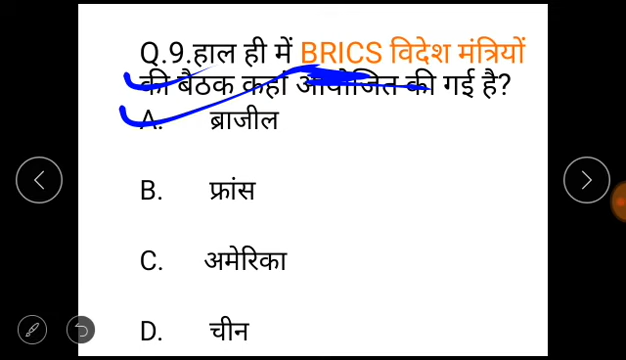 Q.9.हाल ही में BRICS विदेश मंत्रियों
की बैठक कहां आयोजित की गई है?
A. ब्राजील
B. फ्रांस
C. अमेरिका
D. चीन